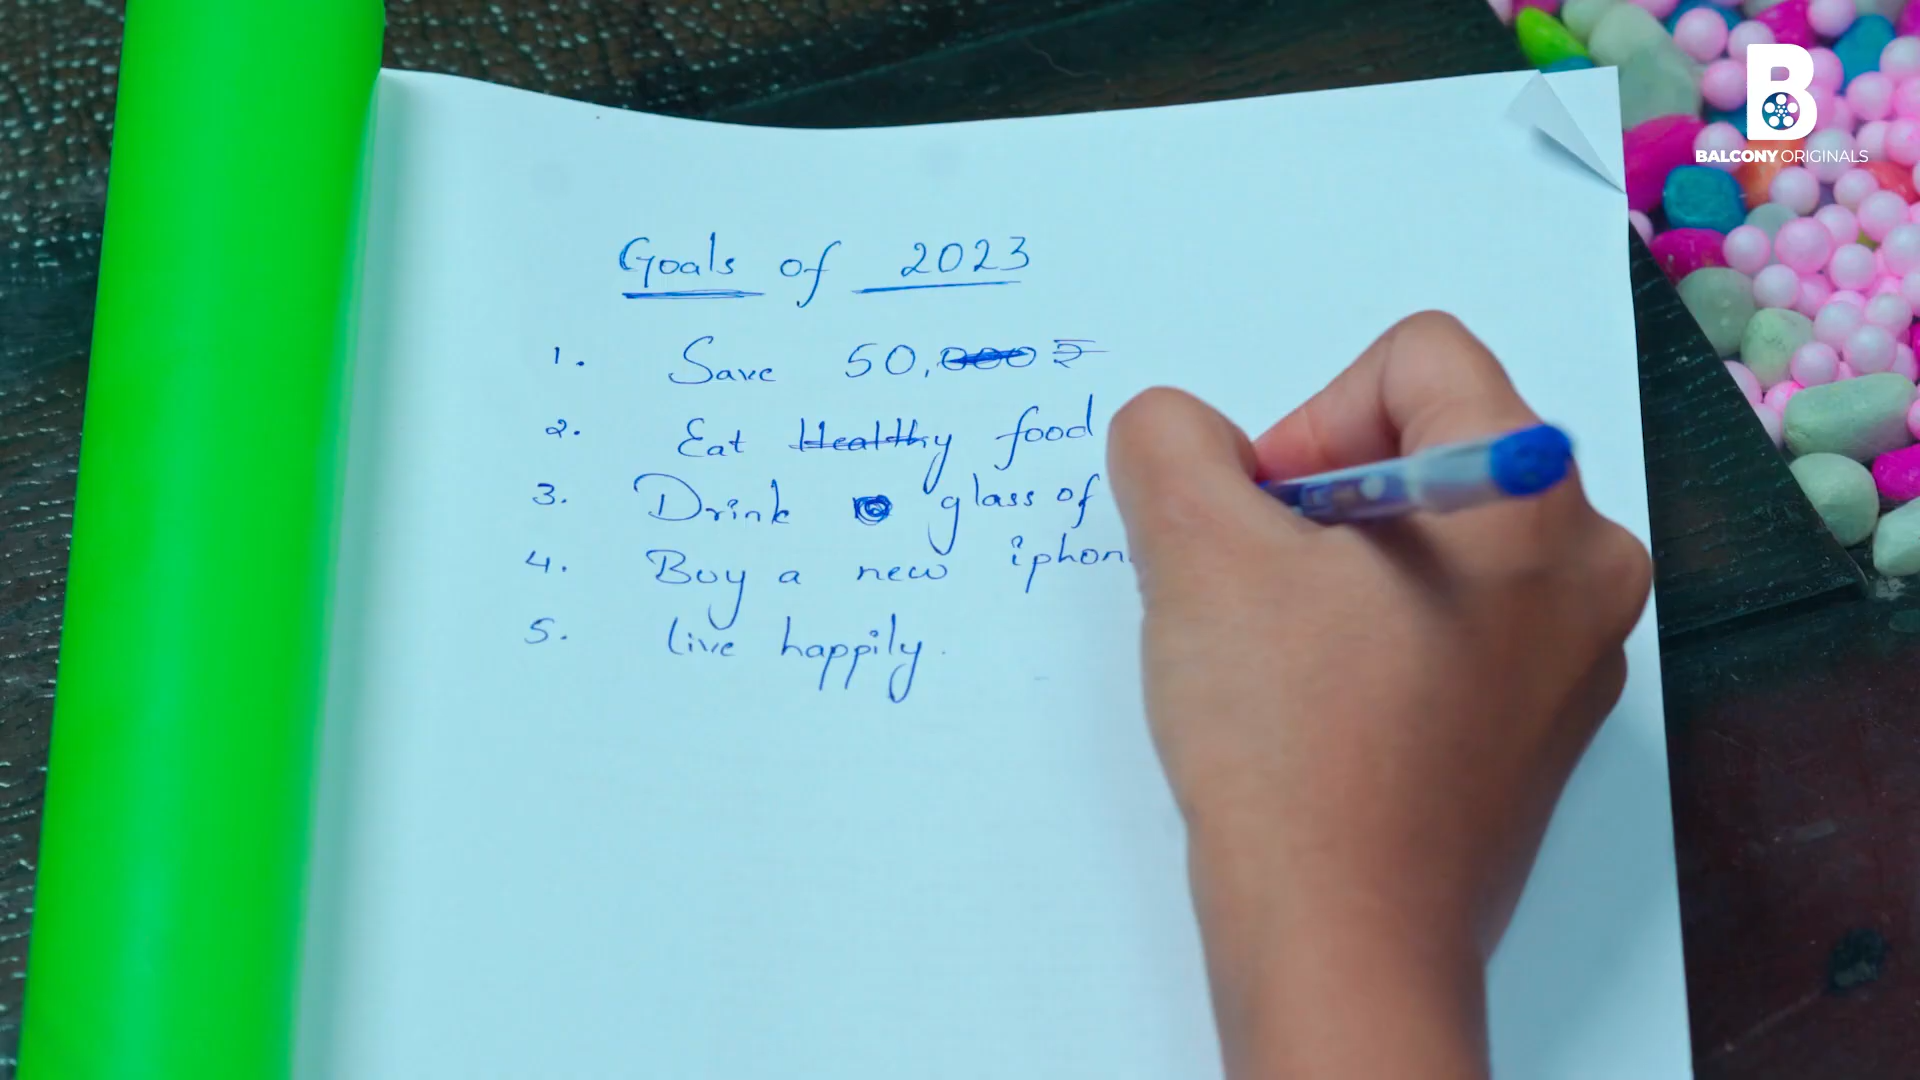 B
BALCONY ORIGINALS
Goals of 2023
1. Save 50,000 ₹
2. Eat Healthy food
3. Drink glass of
4. Buy a new iphon
5. live happily.